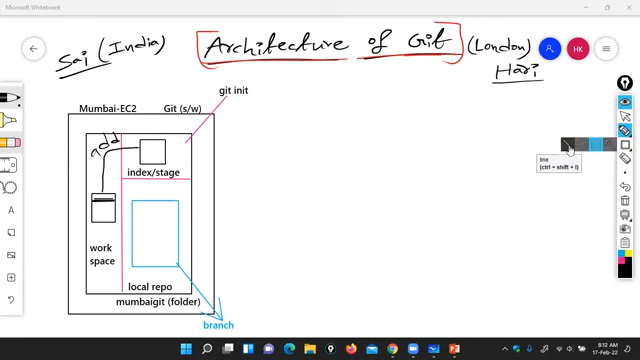 Microsoft Whiteboard
Sai (India)
Architecture of Git
(London)
Hari
HK
git init
Mumbai-EC2 Git (s/w)
add
index/stage
work
space
local repo
mumbaigit (folder)
branch
line
(ctrl + shift + l)
8:12 AM
17-Feb-22